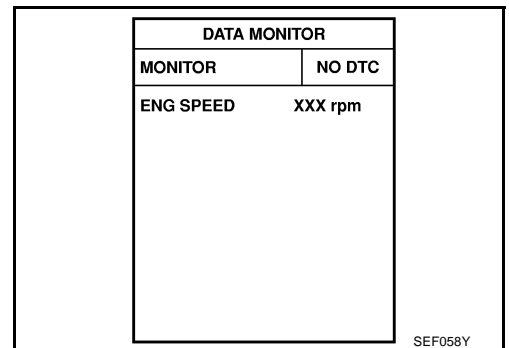 DATA MONITOR
MONITOR NO DTC
ENG SPEED XXX rpm
SEF058Y